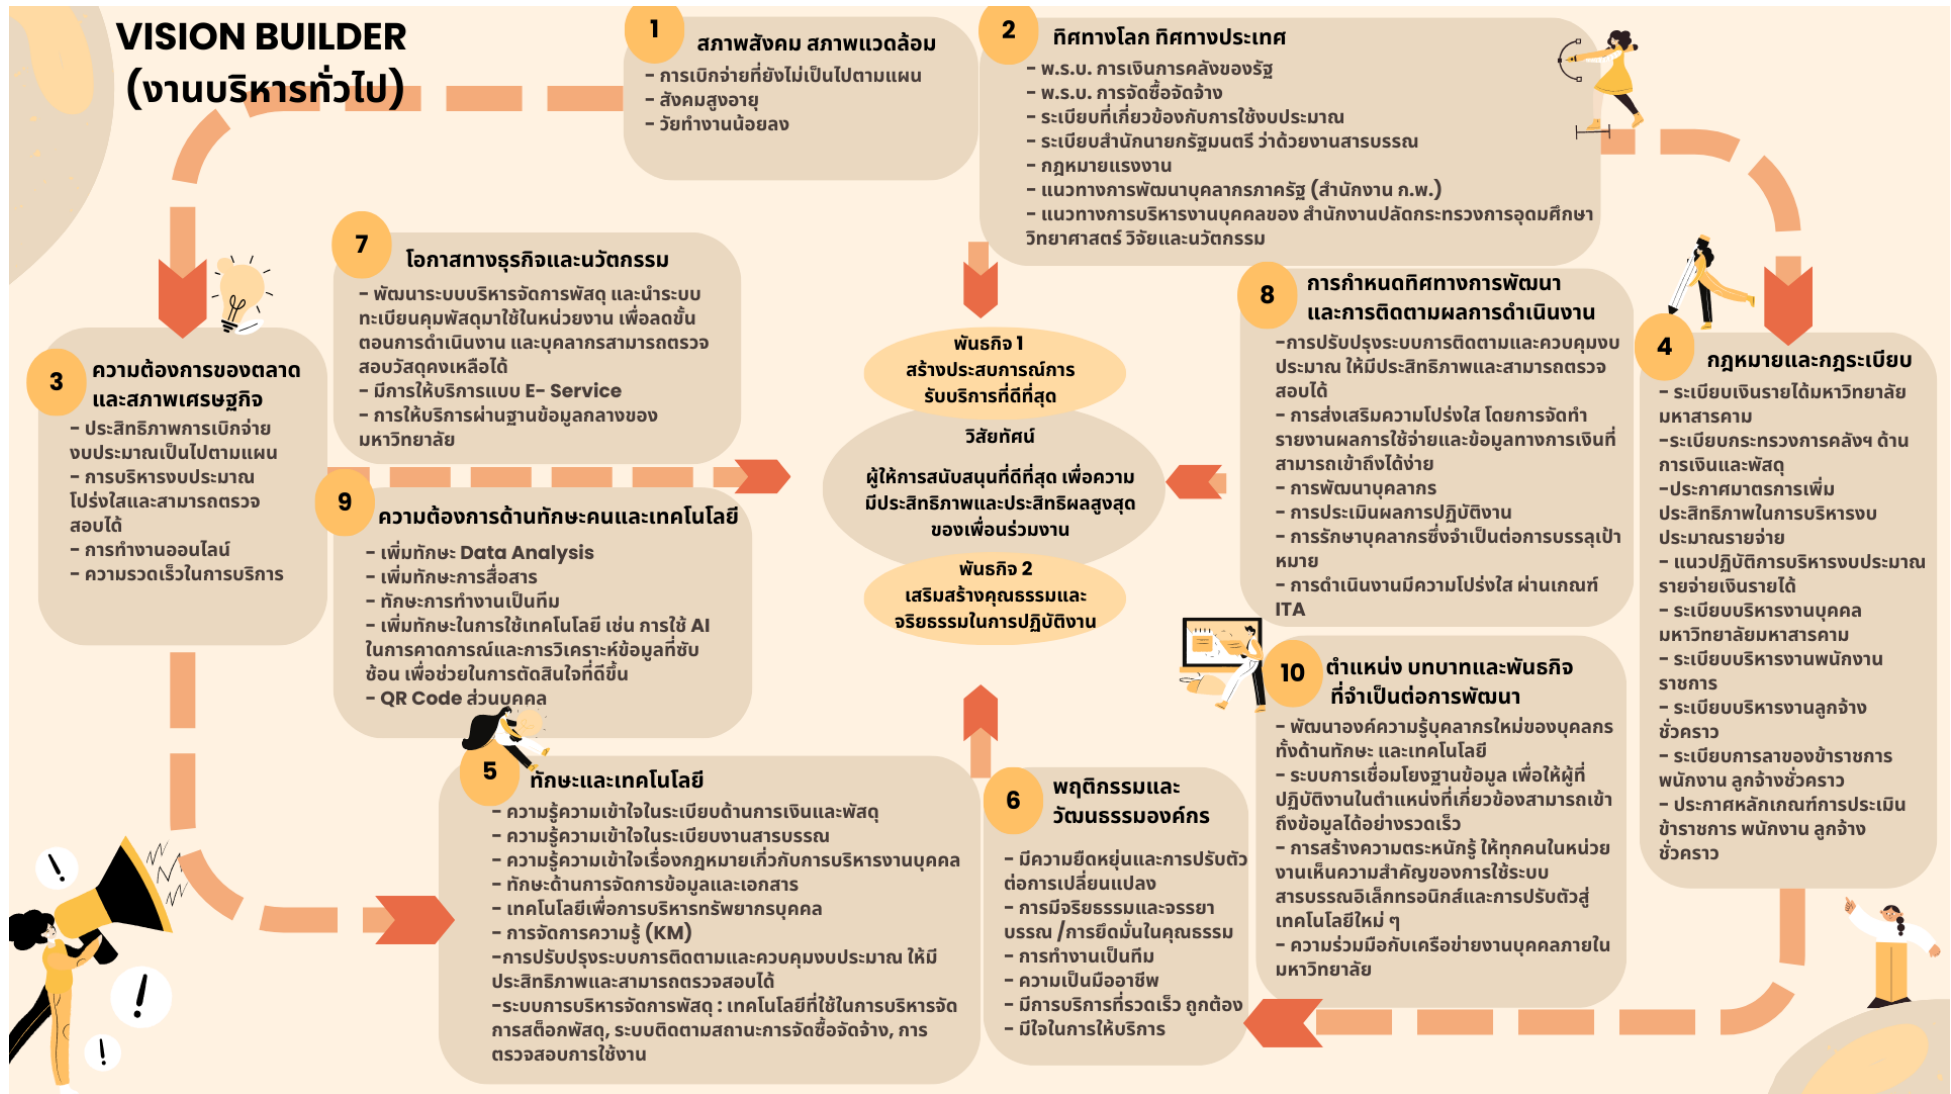 VISION BUILDER
(งานบริหารทั่วไป)
1
สภาพสังคม สภาพแวดล้อม
- การเบิกจ่ายที่ยังไม่เป็นไปตามแผน
- สังคมสูงอายุ
- วัยทำงานน้อยลง
2
ทิศทางโลก ทิศทางประเทศ
- พ.ร.บ. การเงินการคลังของรัฐ
- พ.ร.บ. การจัดซื้อจัดจ้าง
- ระเบียบที่เกี่ยวข้องกับการใช้งบประมาณ
- ระเบียบสำนักนายกรัฐมนตรี ว่าด้วยงานสารบรรณ
- กฎหมายแรงงาน
- แนวทางการพัฒนาบุคลากรภาครัฐ (สำนักงาน ก.พ.)
- แนวทางการบริหารงานบุคคลของ สำนักงานปลัดกระทรวงการอุดมศึกษา
วิทยาศาสตร์ วิจัยและนวัตกรรม
3
ความต้องการของตลาด
และสภาพเศรษฐกิจ
- ประสิทธิภาพการเบิกจ่าย
งบประมาณเป็นไปตามแผน
- การบริหารงบประมาณ
โปร่งใสและสามารถตรวจ
สอบได้
- การทำงานออนไลน์
- ความรวดเร็วในการบริการ
7
โอกาสทางธุรกิจและนวัตกรรม
- พัฒนาระบบบริหารจัดการพัสดุ และนำระบบ
ทะเบียนคุมพัสดุมาใช้ในหน่วยงาน เพื่อลดขั้น
ตอนการดำเนินงาน และบุคลากรสามารถตรวจ
สอบวัสดุคงเหลือได้
- มีการให้บริการแบบ E- Service
- การให้บริการผ่านฐานข้อมูลกลางของ
มหาวิทยาลัย
9
ความต้องการด้านทักษะคนและเทคโนโลยี
- เพิ่มทักษะ Data Analysis
- เพิ่มทักษะการสื่อสาร
- ทักษะการทำงานเป็นทีม
- เพิ่มทักษะในการใช้เทคโนโลยี เช่น การใช้ AI
ในการคาดการณ์และการวิเคราะห์ข้อมูลที่ซับ
ซ้อน เพื่อช่วยในการตัดสินใจที่ดีขึ้น
- QR Code ส่วนบุคคล
พันธกิจ 1
สร้างประสบการณ์การ
รับบริการที่ดีที่สุด
วิสัยทัศน์
ผู้ให้การสนับสนุนที่ดีที่สุด เพื่อความ
มีประสิทธิภาพและประสิทธิผลสูงสุด
ของเพื่อนร่วมงาน
พันธกิจ 2
เสริมสร้างคุณธรรมและ
จริยธรรมในการปฏิบัติงาน
8
การกำหนดทิศทางการพัฒนา
และการติดตามผลการดำเนินงาน
-การปรับปรุงระบบการติดตามและควบคุมงบ
ประมาณ ให้มีประสิทธิภาพและสามารถตรวจ
สอบได้
- การส่งเสริมความโปร่งใส โดยการจัดทำ
รายงานผลการใช้จ่ายและข้อมูลทางการเงินที่
สามารถเข้าถึงได้ง่าย
- การพัฒนาบุคลากร
- การประเมินผลการปฏิบัติงาน
- การรักษาบุคลากรซึ่งจำเป็นต่อการบรรลุเป้า
หมาย
- การดำเนินงานมีความโปร่งใส ผ่านเกณฑ์
ITA
4
กฎหมายและกฎระเบียบ
- ระเบียบเงินรายได้มหาวิทยาลัย
มหาสารคาม
-ระเบียบกระทรวงการคลังฯ ด้าน
การเงินและพัสดุ
-ประกาศมาตรการเพิ่ม
ประสิทธิภาพในการบริหารงบ
ประมาณรายจ่าย
- แนวปฏิบัติการบริหารงบประมาณ
รายจ่ายเงินรายได้
- ระเบียบบริหารงานบุคคล
มหาวิทยาลัยมหาสารคาม
- ระเบียบบริหารงานพนักงาน
ราชการ
- ระเบียบบริหารงานลูกจ้าง
ชั่วคราว
- ระเบียบการลาของข้าราชการ
พนักงาน ลูกจ้างชั่วคราว
- ประกาศหลักเกณฑ์การประเมิน
ข้าราชการ พนักงาน ลูกจ้าง
ชั่วคราว
5
ทักษะและเทคโนโลยี
- ความรู้ความเข้าใจในระเบียบด้านการเงินและพัสดุ
- ความรู้ความเข้าใจในระเบียบงานสารบรรณ
- ความรู้ความเข้าใจเรื่องกฎหมายเกี่วกับการบริหารงานบุคคล
- ทักษะด้านการจัดการข้อมูลและเอกสาร
- เทคโนโลยีเพื่อการบริหารทรัพยากรบุคคล
- การจัดการความรู้ (KM)
-การปรับปรุงระบบการติดตามและควบคุมงบประมาณ ให้มี
ประสิทธิภาพและสามารถตรวจสอบได้
-ระบบการบริหารจัดการพัสดุ : เทคโนโลยีที่ใช้ในการบริหารจัด
การสต็อกพัสดุ, ระบบติดตามสถานะการจัดซื้อจัดจ้าง, การ
ตรวจสอบการใช้งาน
6
พฤติกรรมและ
วัฒนธรรมองค์กร
- มีความยืดหยุ่นและการปรับตัว
ต่อการเปลี่ยนแปลง
- การมีจริยธรรมและจรรยา
บรรณ /การยึดมั่นในคุณธรรม
- การทำงานเป็นทีม
- ความเป็นมืออาชีพ
- มีการบริการที่รวดเร็ว ถูกต้อง
- มีใจในการให้บริการ
10
ตำแหน่ง บทบาทและพันธกิจ
ที่จำเป็นต่อการพัฒนา
- พัฒนาองค์ความรู้บุคลากรใหม่ของบุคลกร
ทั้งด้านทักษะ และเทคโนโลยี
- ระบบการเชื่อมโยงฐานข้อมูล เพื่อให้ผู้ที่
ปฏิบัติงานในตำแหน่งที่เกี่ยวข้องสามารถเข้า
ถึงข้อมูลได้อย่างรวดเร็ว
- การสร้างความตระหนักรู้ ให้ทุกคนในหน่วย
งานเห็นความสำคัญของการใช้ระบบ
สารบรรณอิเล็กทรอนิกส์และการปรับตัวสู่
เทคโนโลยีใหม่ ๆ
- ความร่วมมือกับเครือข่ายงานบุคคลภายใน
มหาวิทยาลัย